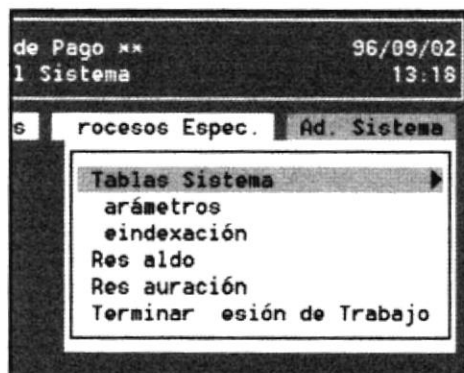 de Pago ** 96/09/02
l Sistema 13:18
s rocesos Espec. Ad. Sistema
Tablas Sistema
arámetros
eindexación
Res aldo
Res auración
Terminar esión de Trabajo